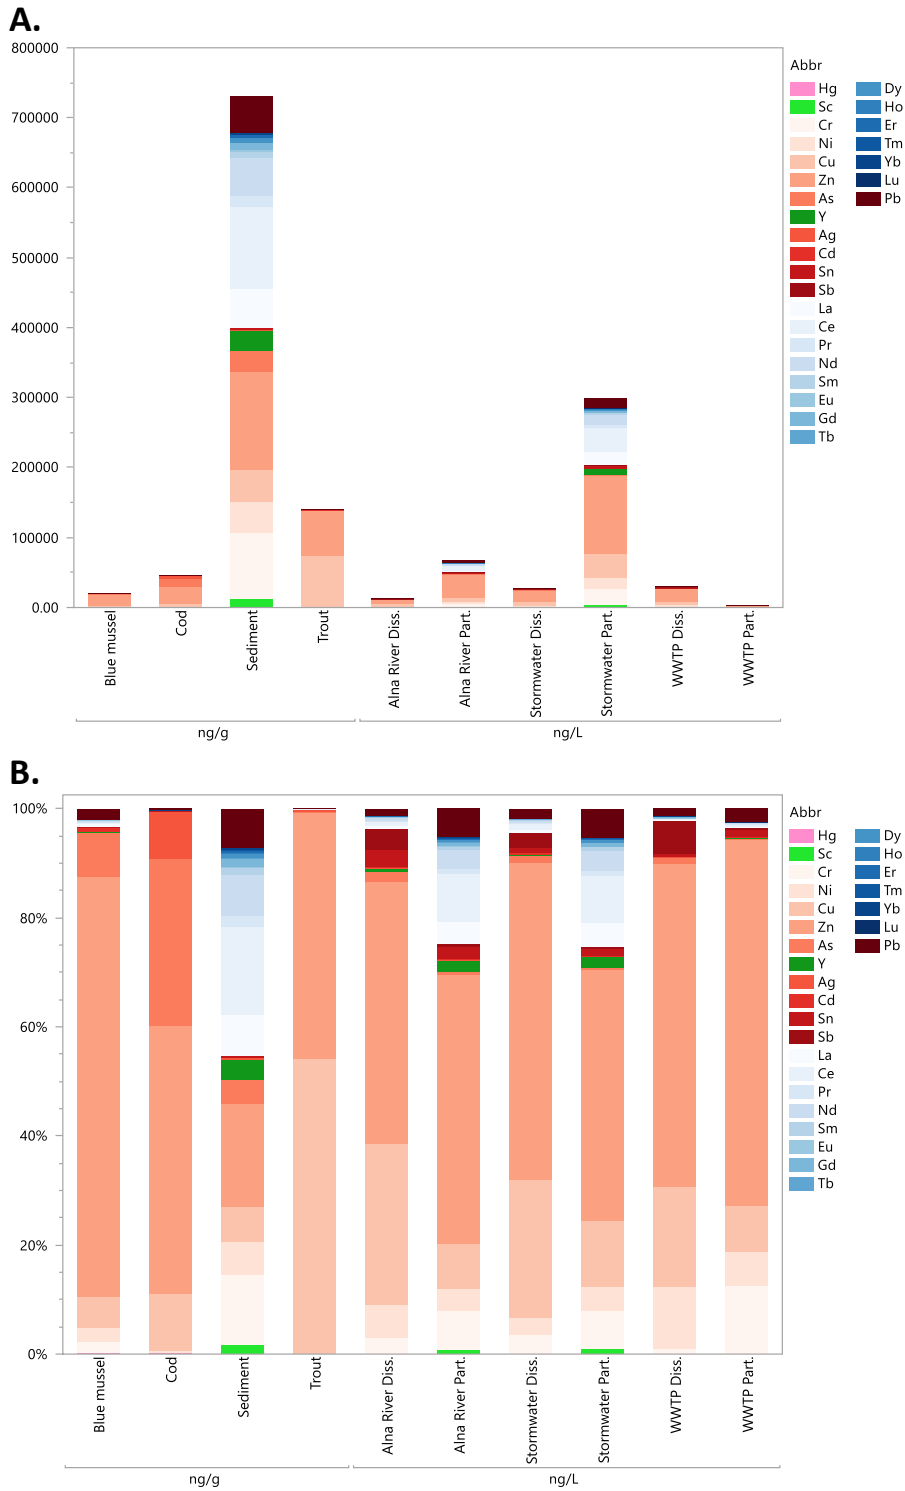 A.
800000
700000
600000
500000
400000
300000
200000
100000
0.00
Blue mussel
Cod
Sediment
Trout
Alna River Diss.
Alna River Part.
Stormwater Diss.
Stormwater Part.
WWTP Diss.
WWTP Part.
ng/g
ng/L
Abbr
Hg
Sc
Cr
Ni
Cu
Zn
As
Y
Ag
Cd
Sn
Sb
La
Ce
Pr
Nd
Sm
Eu
Gd
Tb
Dy
Ho
Er
Tm
Yb
Lu
Pb
B.
100%
80%
60%
40%
20%
0%
Blue mussel
Cod
Sediment
Trout
Alna River Diss.
Alna River Part.
Stormwater Diss.
Stormwater Part.
WWTP Diss.
WWTP Part.
ng/g
ng/L
Abbr
Hg
Sc
Cr
Ni
Cu
Zn
As
Y
Ag
Cd
Sn
Sb
La
Ce
Pr
Nd
Sm
Eu
Gd
Tb
Dy
Ho
Er
Tm
Yb
Lu
Pb